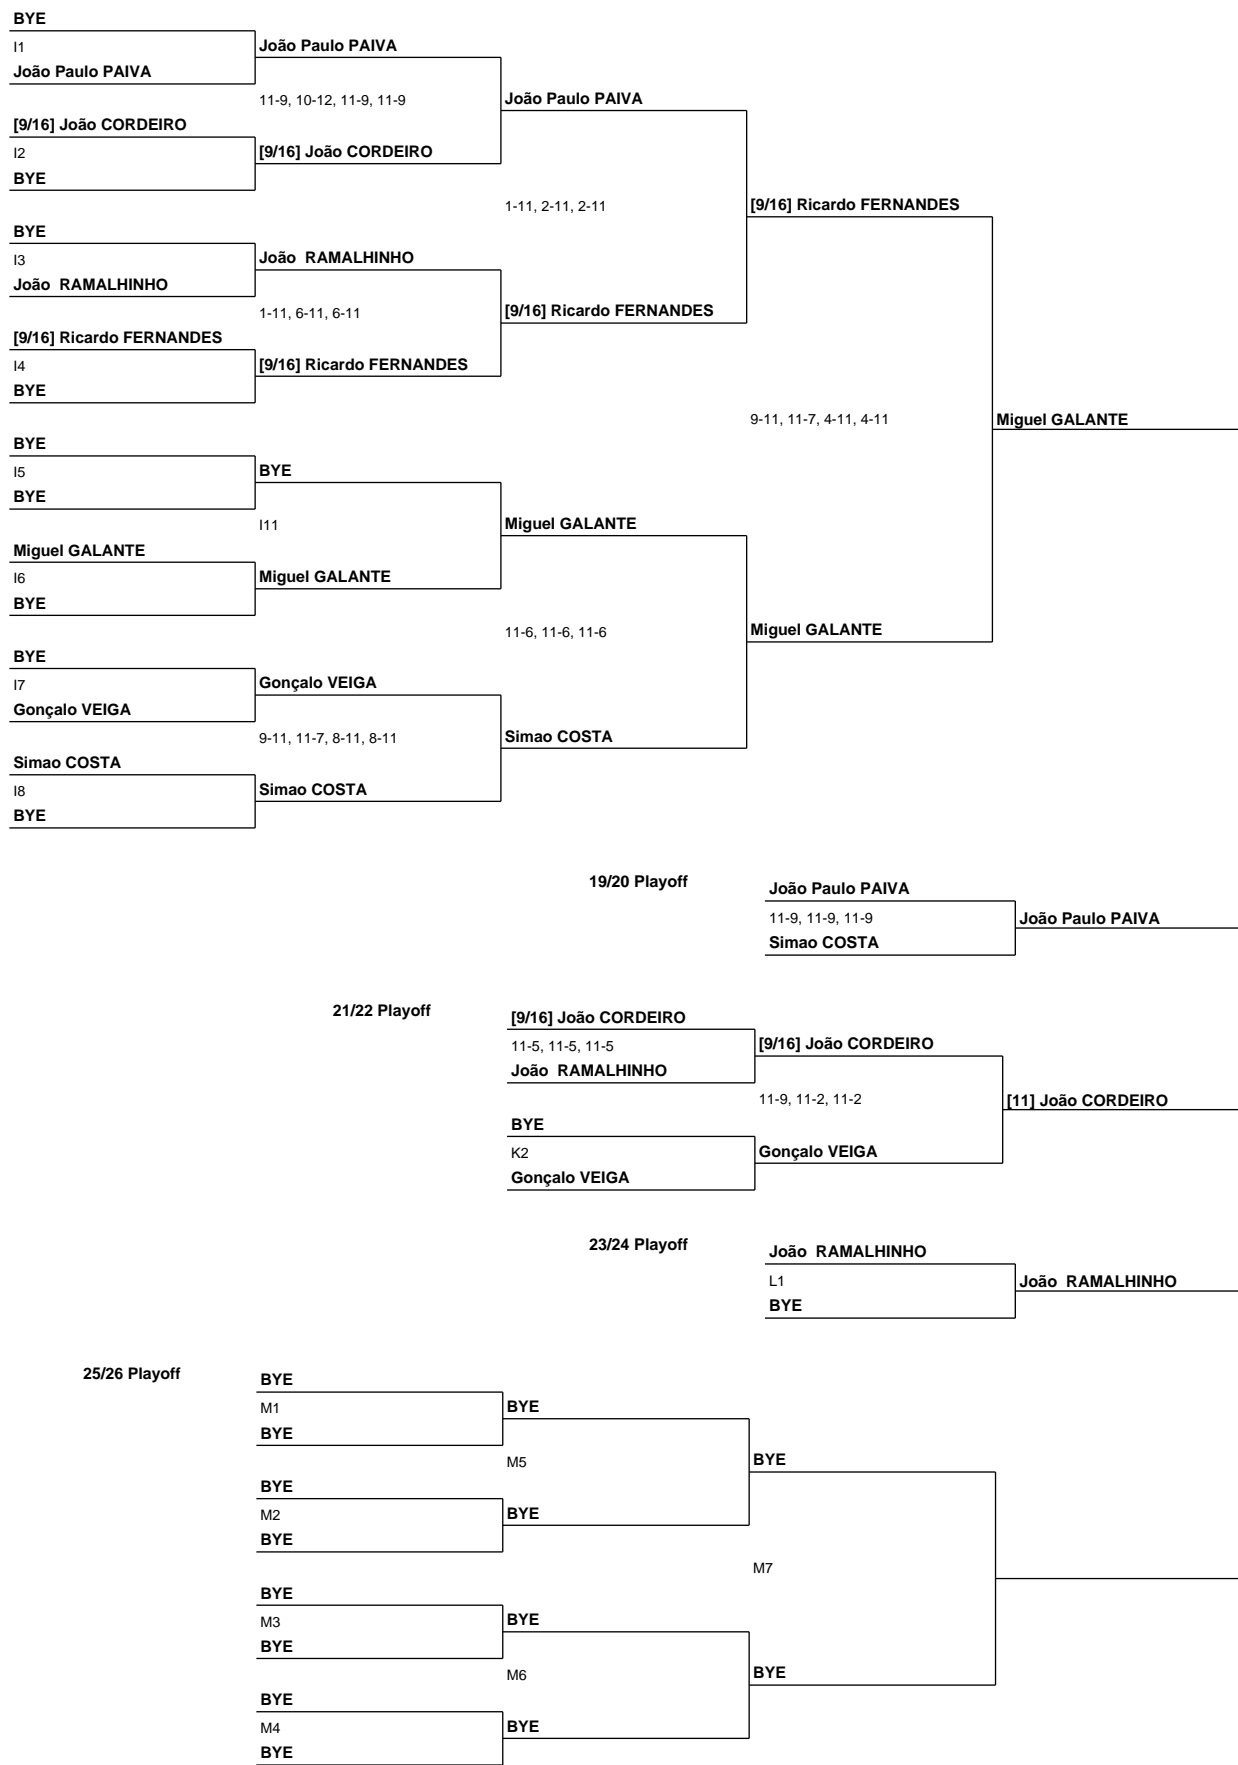 BYE
I1
João Paulo PAIVA
João Paulo PAIVA
11-9, 10-12, 11-9, 11-9
João Paulo PAIVA
[9/16] João CORDEIRO
I2
[9/16] João CORDEIRO
BYE
1-11, 2-11, 2-11
[9/16] Ricardo FERNANDES
BYE
I3
João  RAMALHINHO
João  RAMALHINHO
1-11, 6-11, 6-11
[9/16] Ricardo FERNANDES
[9/16] Ricardo FERNANDES
I4
[9/16] Ricardo FERNANDES
BYE
9-11, 11-7, 4-11, 4-11
Miguel GALANTE
BYE
I5
BYE
BYE
I11
Miguel GALANTE
Miguel GALANTE
I6
Miguel GALANTE
BYE
11-6, 11-6, 11-6
Miguel GALANTE
BYE
I7
Gonçalo VEIGA
Gonçalo VEIGA
9-11, 11-7, 8-11, 8-11
Simao COSTA
Simao COSTA
I8
Simao COSTA
BYE
19/20 Playoff
João Paulo PAIVA
11-9, 11-9, 11-9
João Paulo PAIVA
Simao COSTA
21/22 Playoff
[9/16] João CORDEIRO
11-5, 11-5, 11-5
[9/16] João CORDEIRO
João  RAMALHINHO
11-9, 11-2, 11-2
[11] João CORDEIRO
BYE
K2
Gonçalo VEIGA
Gonçalo VEIGA
23/24 Playoff
João  RAMALHINHO
L1
João  RAMALHINHO
BYE
25/26 Playoff
BYE
M1
BYE
BYE
M5
BYE
BYE
M2
BYE
BYE
M7
BYE
M3
BYE
BYE
M6
BYE
BYE
M4
BYE
BYE